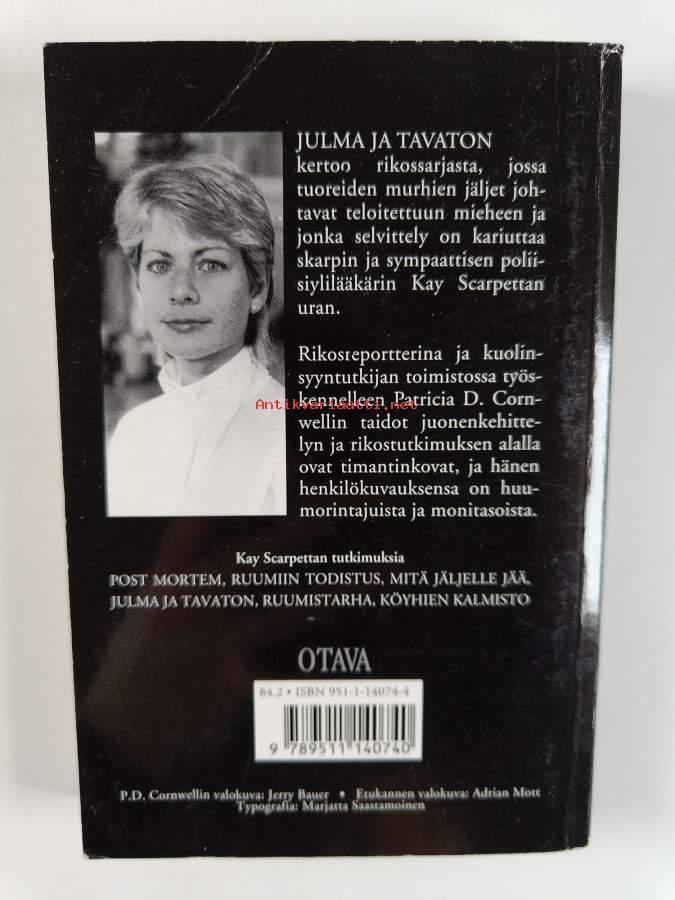 JULMA JA TAVATON
kertoo rikossarjasta, jossa
tuoreiden murhien jäljet joh-
tavat teloitettuun mieheen ja
jonka selvittely on kariuttaa
skarpin ja sympaattisen polii-
siylilääkärin Kay Scarpettan
uran.
Rikosreportterina ja kuolin-
syyntutkijan toimistossa työs-
kennelleen Patricia D. Corn-
Antikvariaatti.net
wellin taidot juonenkehitte-
lyn ja rikostutkimuksen alalla
ovat timantinkovat, ja hänen
henkilökuvauksensa on huu-
morintajuista ja monitasoista.
Kay Scarpettan tutkimuksia
POST MORTEM, RUUMIIN TODISTUS, MITÄ JÄLJELLE JÄÄ,
JULMA JA TAVATON, RUUMISTARHA, KÖYHIEN KALMISTO
OTAVA
84.2 • ISBN 951-1-14074-4
9 789511 140740
P.D. Cornwellin valokuva: Jerry Bauer • Etukannen valokuva: Adrian Mott
Typografia: Marjatta Saastamoinen